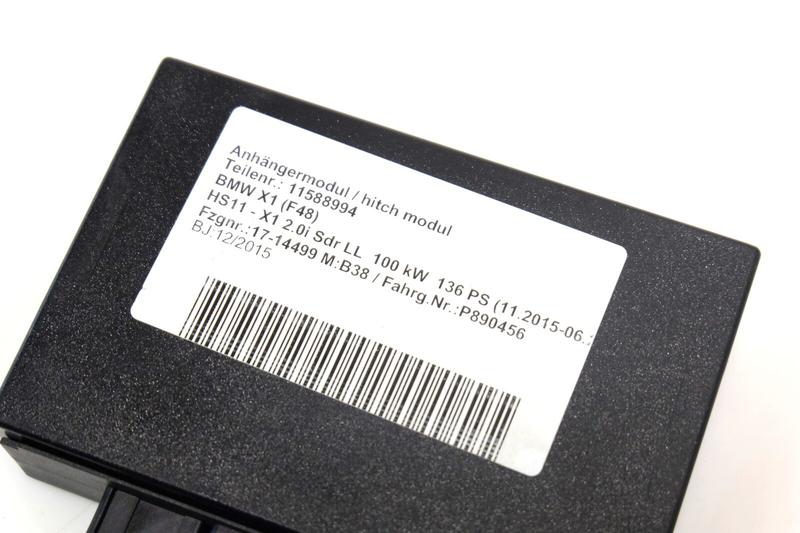 Anhängermodul / hitch modul
Teilenr.: 11588994
BMW X1 (F48)
HS11 - X1 2.0i Sdr LL 100 kW 136 PS (11.2015-06.
Fzgnr.:17-14499 M:B38 / Fahrg.Nr.:P890456
BJ:12/2015